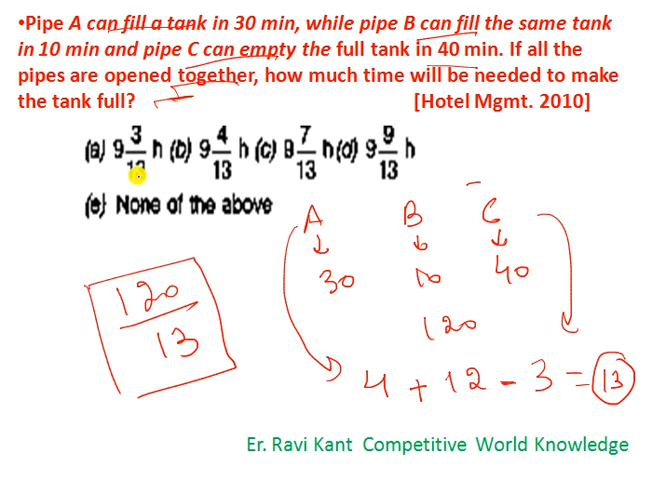 •Pipe A can fill a tank in 30 min, while pipe B can fill the same tank
in 10 min and pipe C can empty the full tank in 40 min. If all the
pipes are opened together, how much time will be needed to make
the tank full? [Hotel Mgmt. 2010]
(a) 9 3/13 h (b) 9 4/13 h (c) 8 7/13 h (d) 9 9/13 h
(e) None of the above
A B C
30 10 40
120
4 + 12 - 3 = 13
120/13
Er. Ravi Kant Competitive World Knowledge